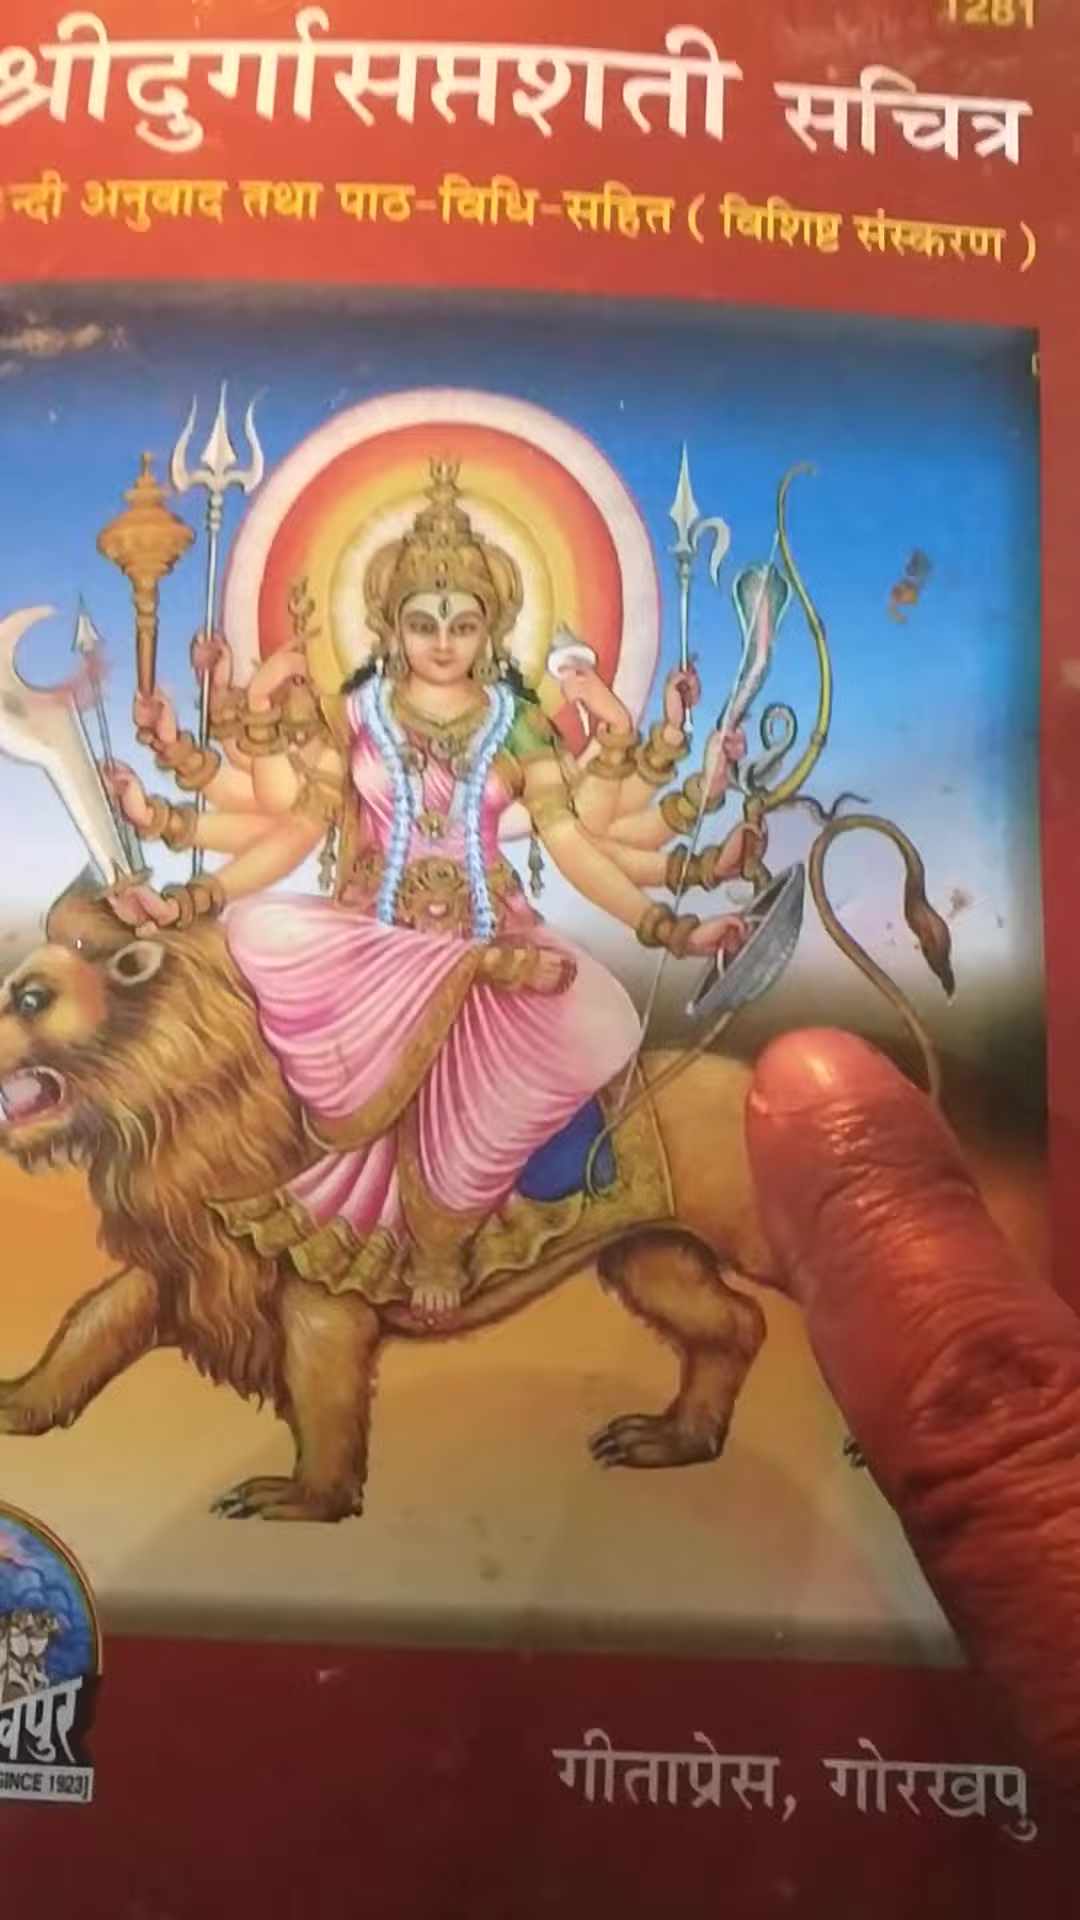 1281
श्रीदुर्गासप्तशती सचित्र
न्दी अनुवाद तथा पाठ-विधि-सहित ( विशिष्ट संस्करण )
खपुर
SINCE 1923]
गीताप्रेस, गोरखपु